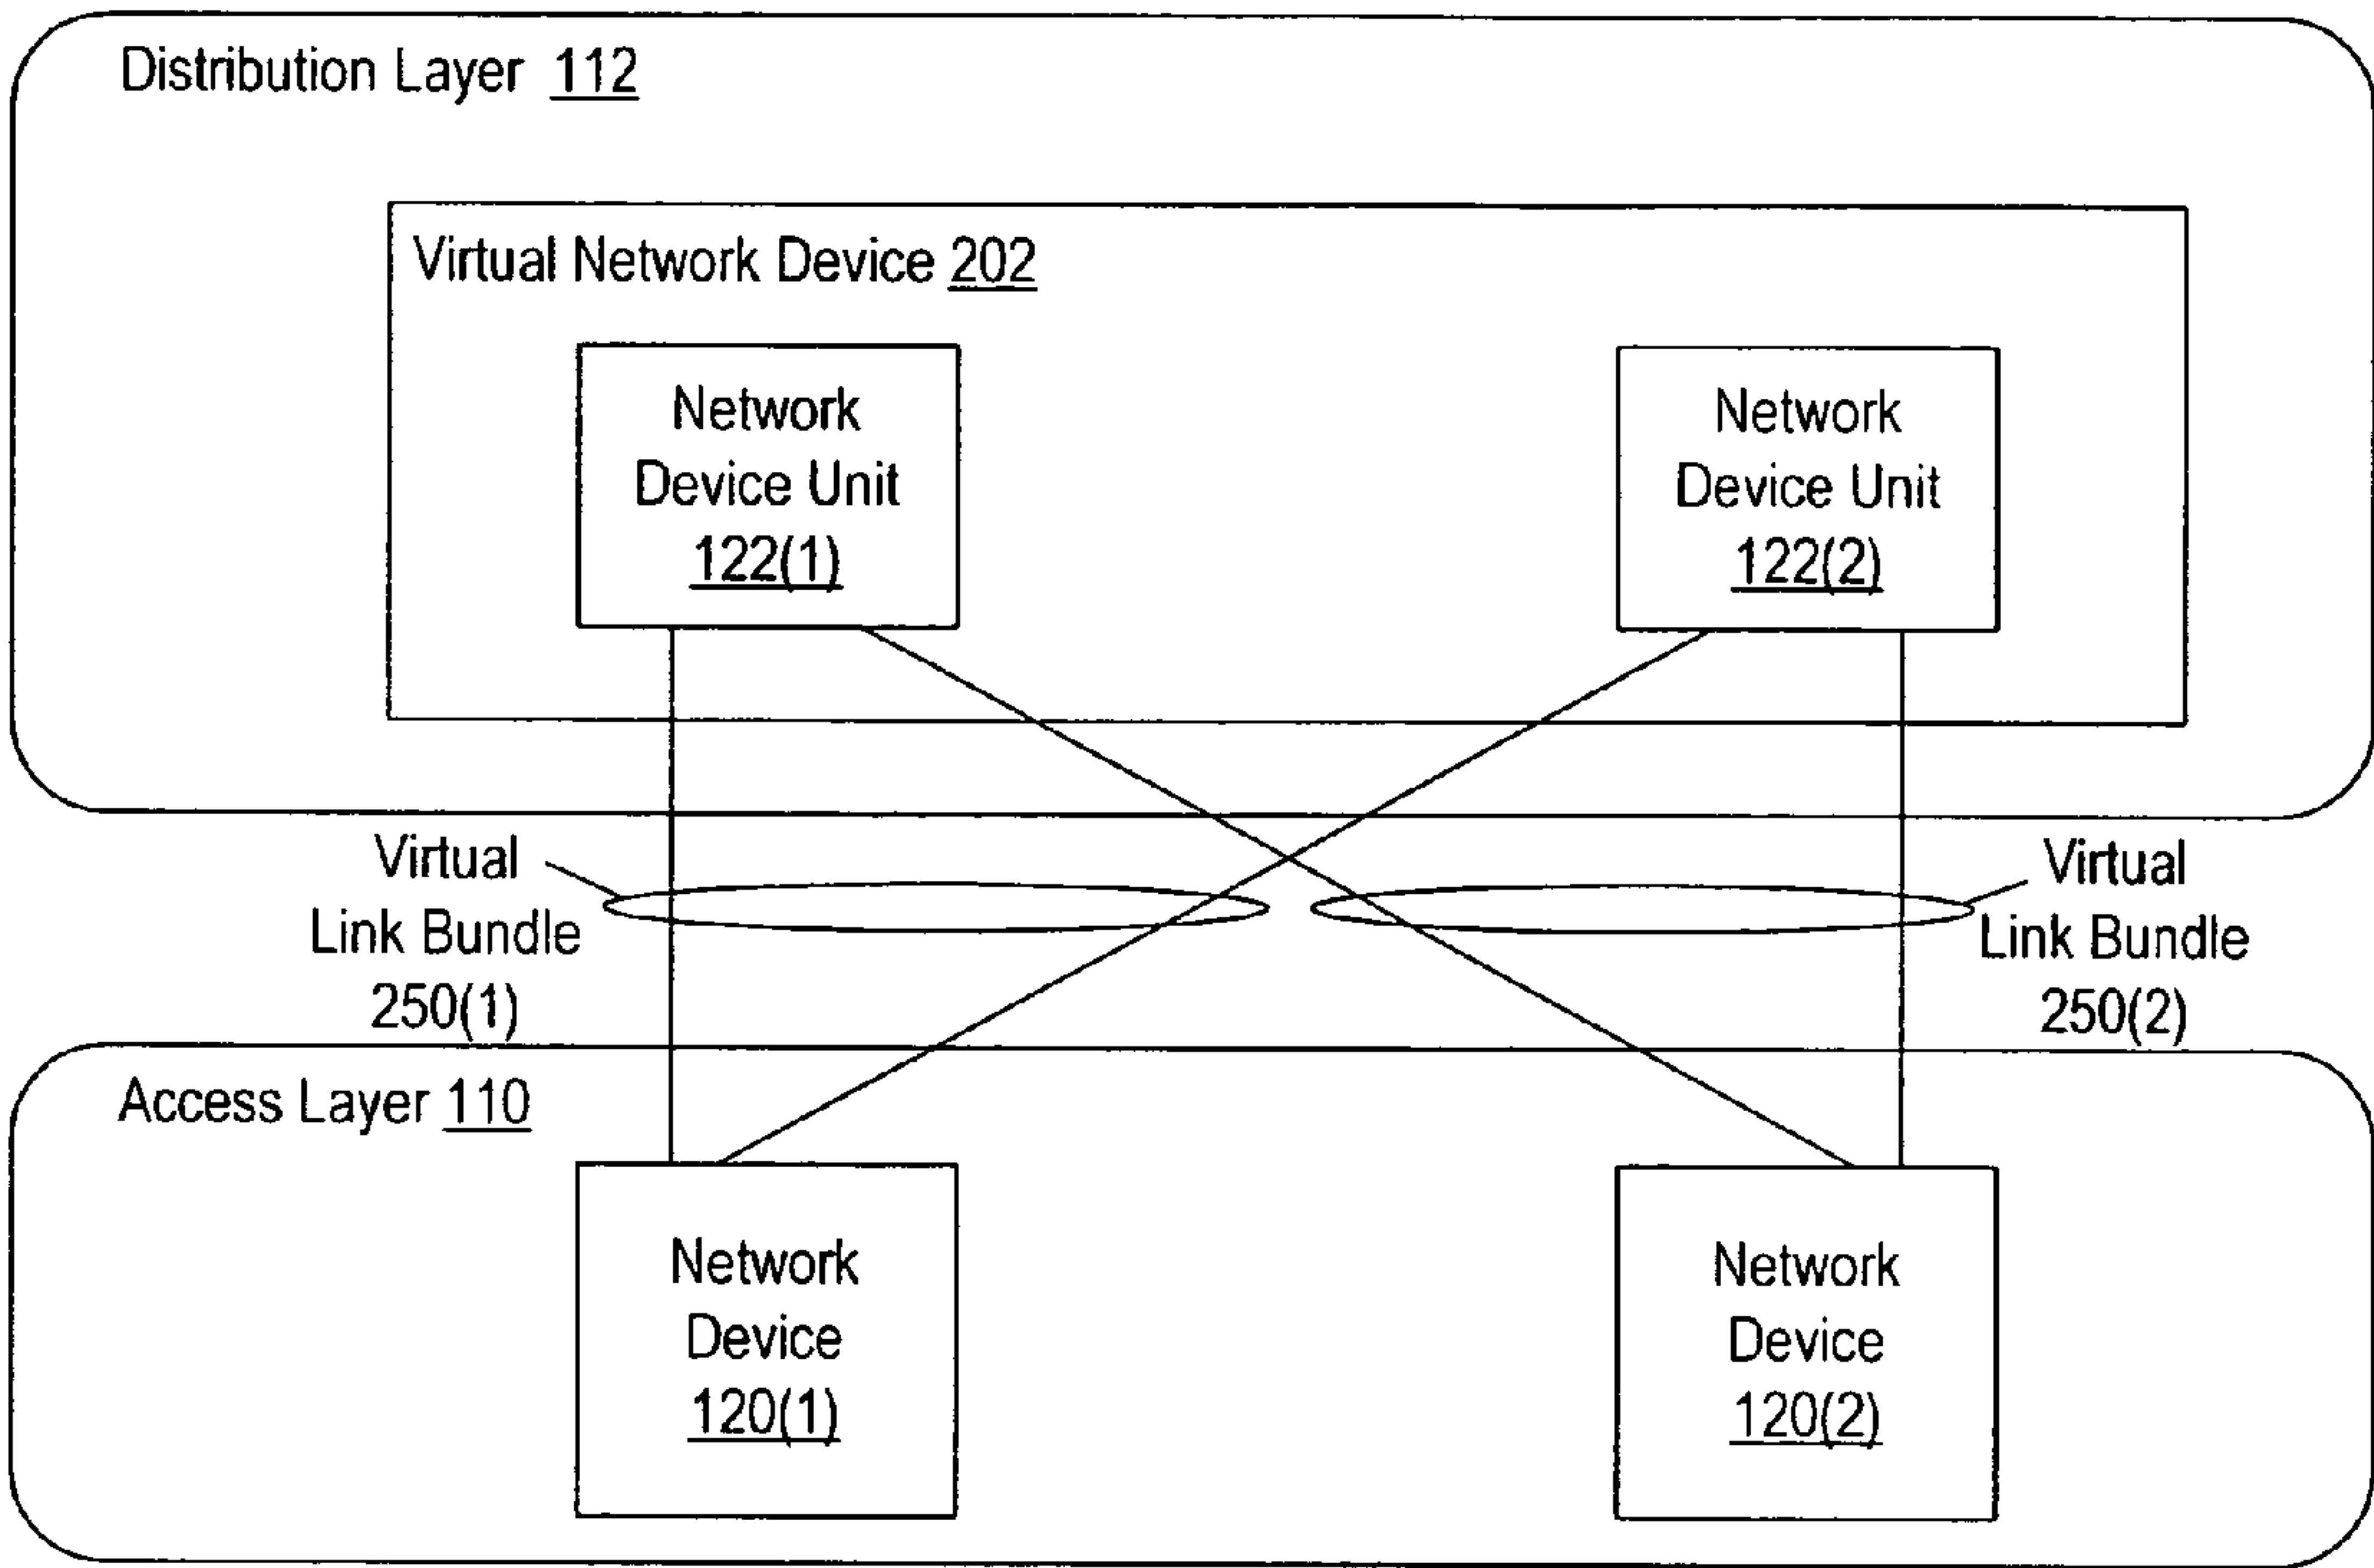 Distribution Layer 112
Virtual Network Device 202
Network
Device Unit
122(1)
Network
Device Unit
122(2)
Virtual
Link Bundle
250(1)
Virtual
Link Bundle
250(2)
Access Layer 110
Network
Device
120(1)
Network
Device
120(2)